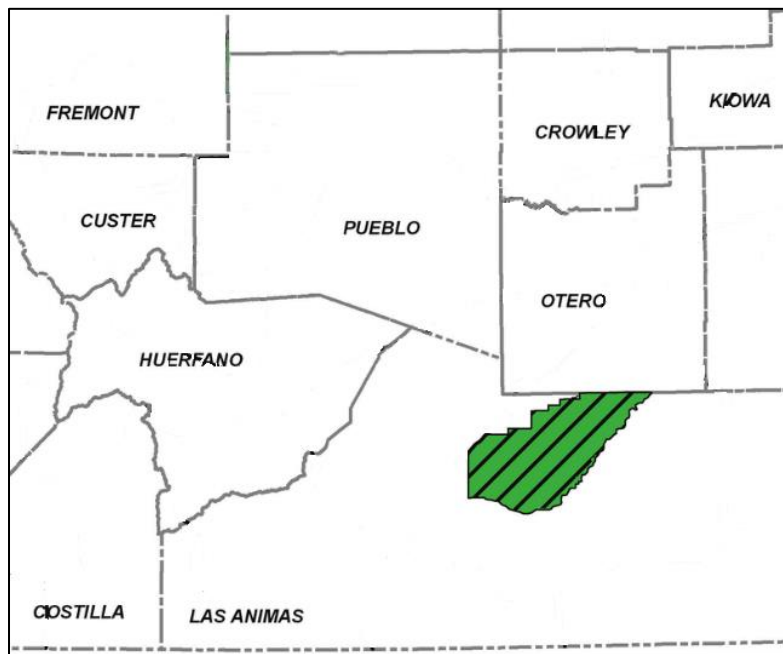 FREMONT
KIOWA
CROWLEY
CUSTER
PUEBLO
OTERO
HUERFANO
COSTILLA
LAS ANIMAS